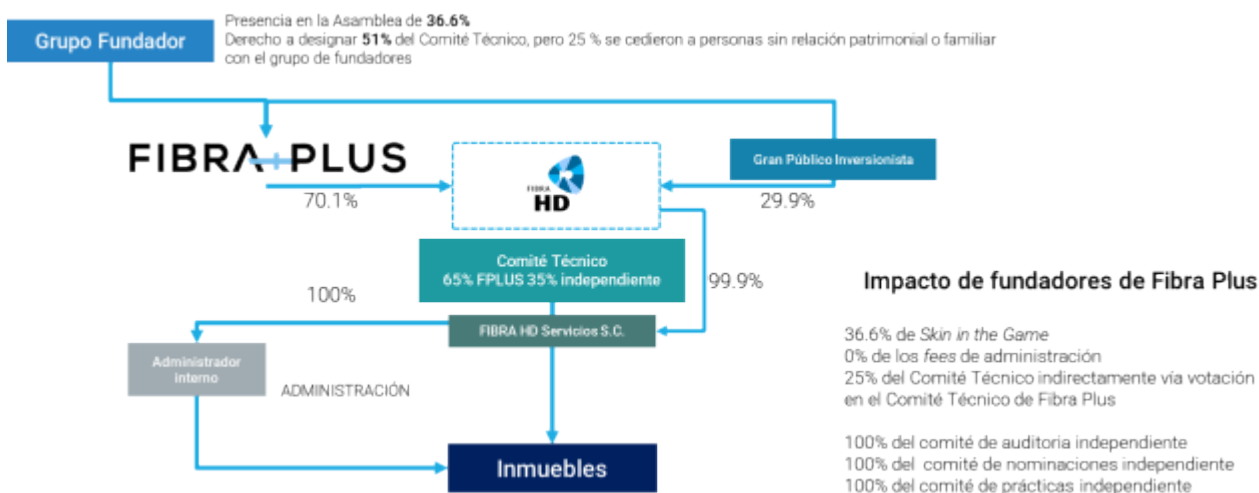 Presencia en la Asamblea de 36.6%
Grupo Fundador
Derecho a designar 51% del Comité Técnico, pero 25 % se cedieron a personas sin relación patrimonial o familiar
con el grupo de fundadores
FIBRA+PLUS
FIBRA
HD
Gran Público Inversionista
70.1%
29.9%
Comité Técnico
65% FPLUS 35% independiente
99.9%
100%
FIBRA HD Servicios S.C.
Administrador
Interno
ADMINISTRACIÓN
Inmuebles
Impacto de fundadores de Fibra Plus
36.6% de Skin in the Game
0% de los fees de administración
25% del Comité Técnico indirectamente vía votación
en el Comité Técnico de Fibra Plus
100% del comité de auditoria independiente
100% del comité de nominaciones independiente
100% del comité de prácticas independiente